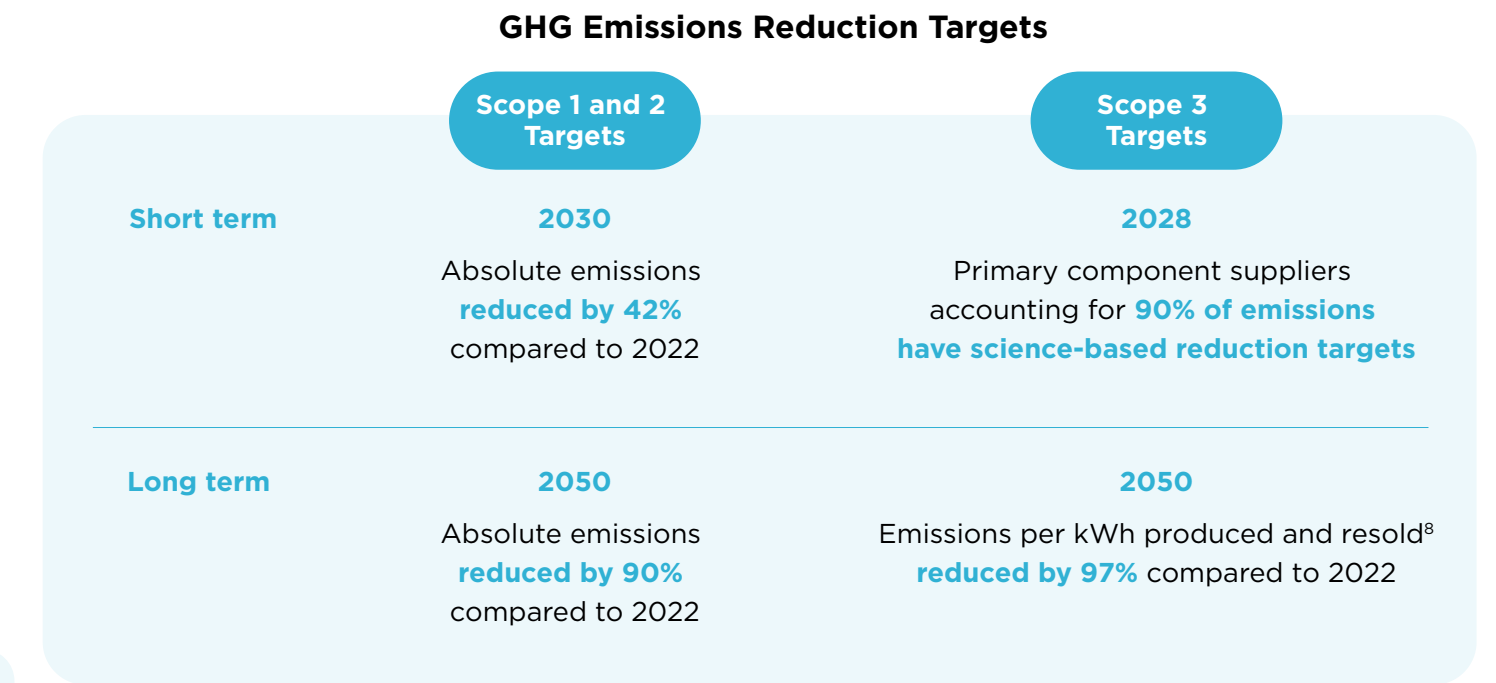 GHG Emissions Reduction Targets
Scope 1 and 2
Targets
Scope 3
Targets
Short term
2030
Absolute emissions
reduced by 42%
compared to 2022
2028
Primary component suppliers
accounting for 90% of emissions
have science-based reduction targets
Long term
2050
Absolute emissions
reduced by 90%
compared to 2022
2050
Emissions per kWh produced and resold⁸
reduced by 97% compared to 2022